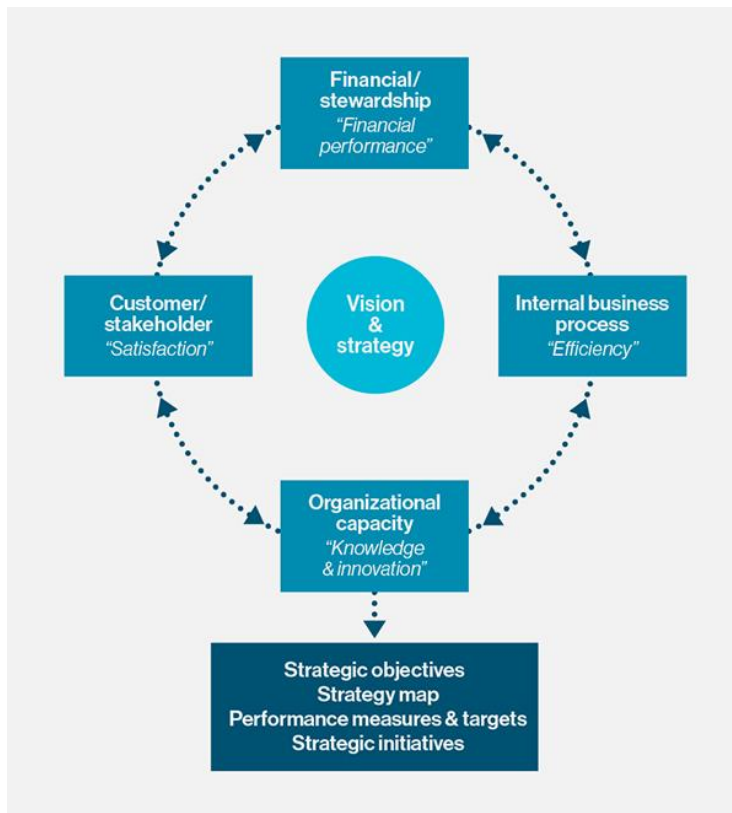 Financial/
stewardship
“Financial
performance”
Customer/
stakeholder
“Satisfaction”
Vision
&
strategy
Internal business
process
“Efficiency”
Organizational
capacity
“Knowledge
& innovation”
Strategic objectives
Strategy map
Performance measures & targets
Strategic initiatives